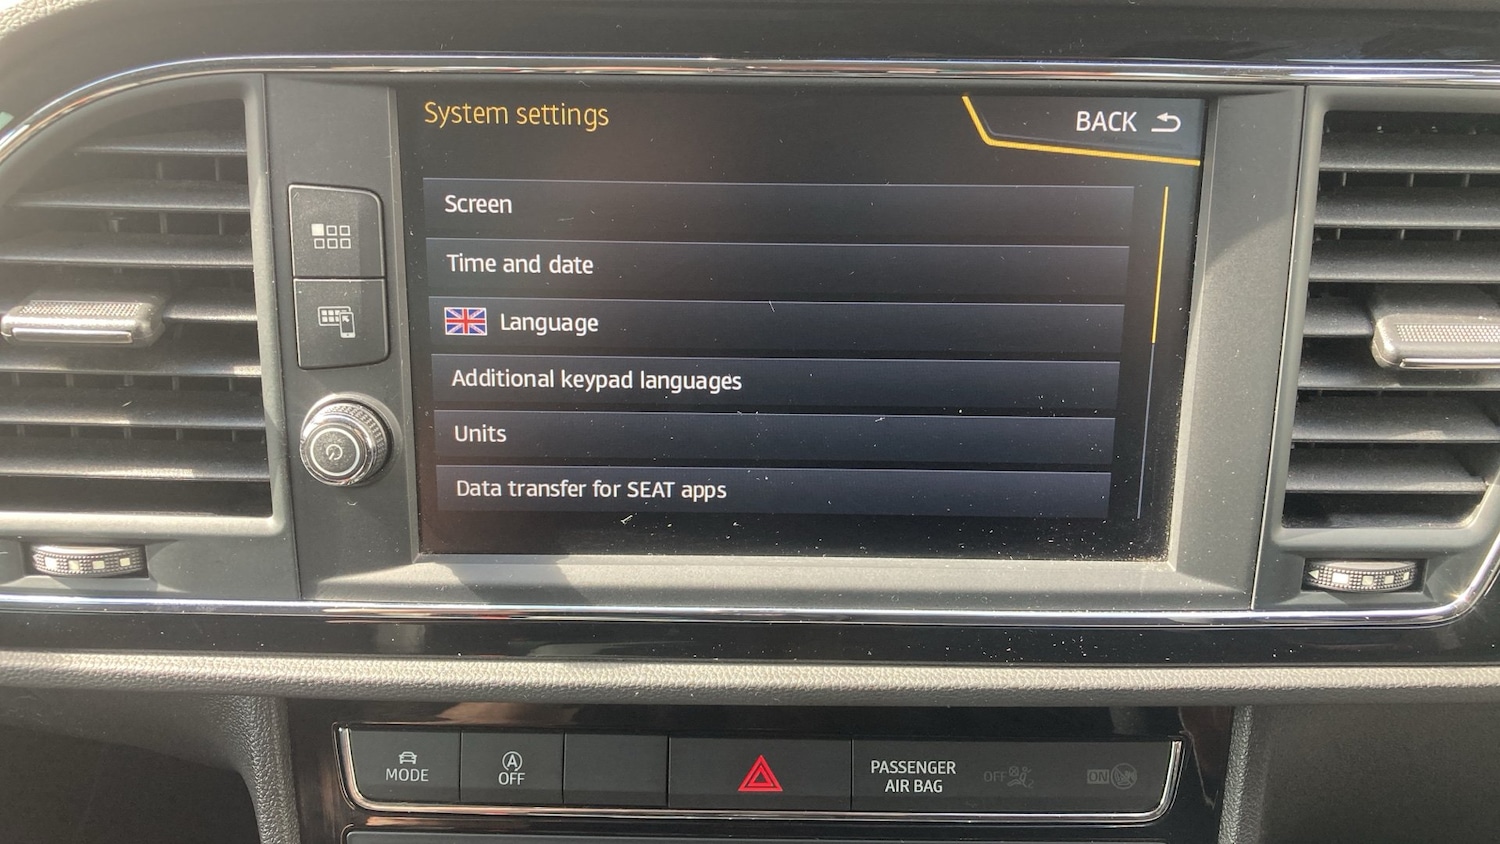 System settings
BACK
Screen
Time and date
Language
Additional keypad languages
Units
Data transfer for SEAT apps
MODE
A
OFF
PASSENGER
AIR BAG
OFF
ON